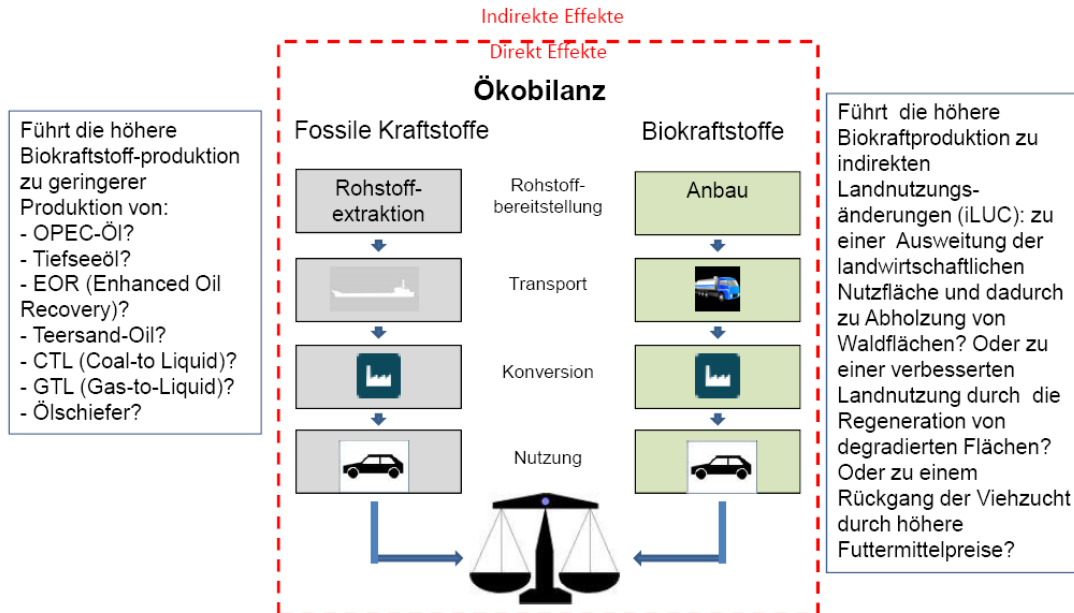 Indirekte Effekte
Direkt Effekte
Ökobilanz
Führt die höhere
Biokraftstoff-produktion
zu geringerer
Produktion von:
- OPEC-Öl?
- Tiefseeöl?
- EOR (Enhanced Oil
Recovery)?
- Teersand-Oil?
- CTL (Coal-to Liquid)?
- GTL (Gas-to-Liquid)?
- Ölschiefer?
Fossile Kraftstoffe
Rohstoff-
extraktion
Rohstoff-
bereitstellung
Transport
Konversion
Nutzung
Biokraftstoffe
Anbau
Führt die höhere
Biokraftproduktion zu
indirekten
Landnutzungs-
änderungen (iLUC): zu
einer Ausweitung der
landwirtschaftlichen
Nutzfläche und dadurch
zu Abholzung von
Waldflächen? Oder zu
einer verbesserten
Landnutzung durch die
Regeneration von
degradierten Flächen?
Oder zu einem
Rückgang der Viehzucht
durch höhere
Futtermittelpreise?